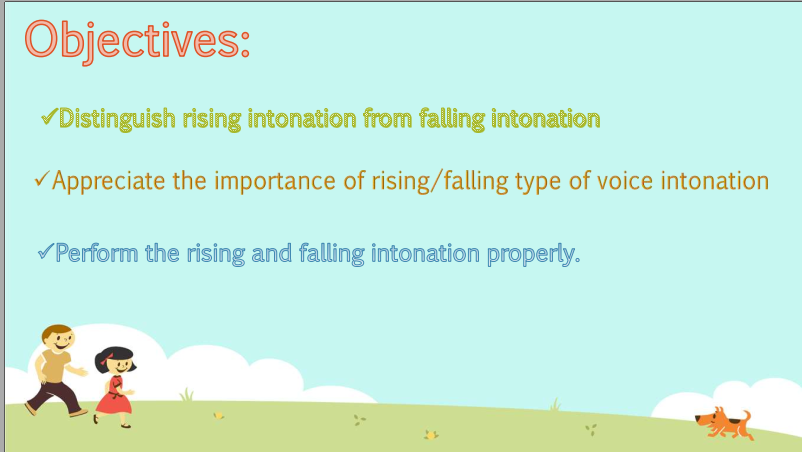 Objectives:
✓Distinguish rising intonation from falling intonation
✓Appreciate the importance of rising/falling type of voice intonation
✓Perform the rising and falling intonation properly.